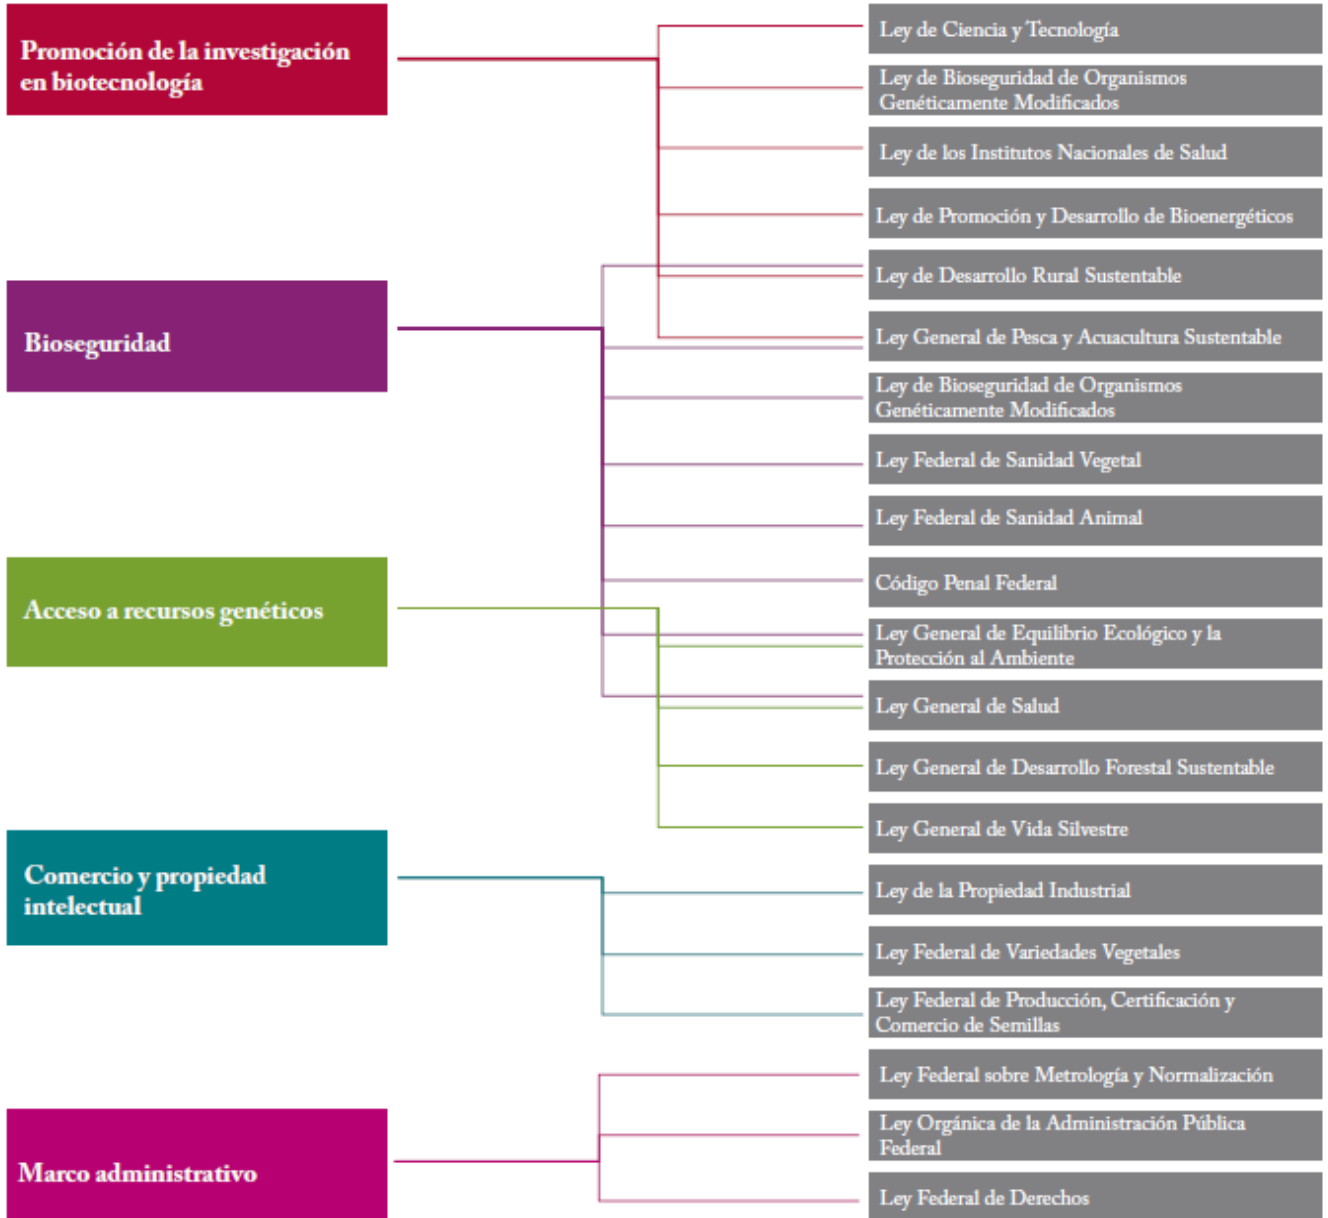 Promoción de la investigación
en biotecnología
Bioseguridad
Acceso a recursos genéticos
Comercio y propiedad
intelectual
Marco administrativo
Ley de Ciencia y Tecnología
Ley de Bioseguridad de Organismos
Genéticamente Modificados
Ley de los Institutos Nacionales de Salud
Ley de Promoción y Desarrollo de Bioenergéticos
Ley de Desarrollo Rural Sustentable
Ley General de Pesca y Acuacultura Sustentable
Ley de Bioseguridad de Organismos
Genéticamente Modificados
Ley Federal de Sanidad Vegetal
Ley Federal de Sanidad Animal
Código Penal Federal
Ley General de Equilibrio Ecológico y la
Protección al Ambiente
Ley General de Salud
Ley General de Desarrollo Forestal Sustentable
Ley General de Vida Silvestre
Ley de la Propiedad Industrial
Ley Federal de Variedades Vegetales
Ley Federal de Producción, Certificación y
Comercio de Semillas
Ley Federal sobre Metrología y Normalización
Ley Orgánica de la Administración Pública
Federal
Ley Federal de Derechos